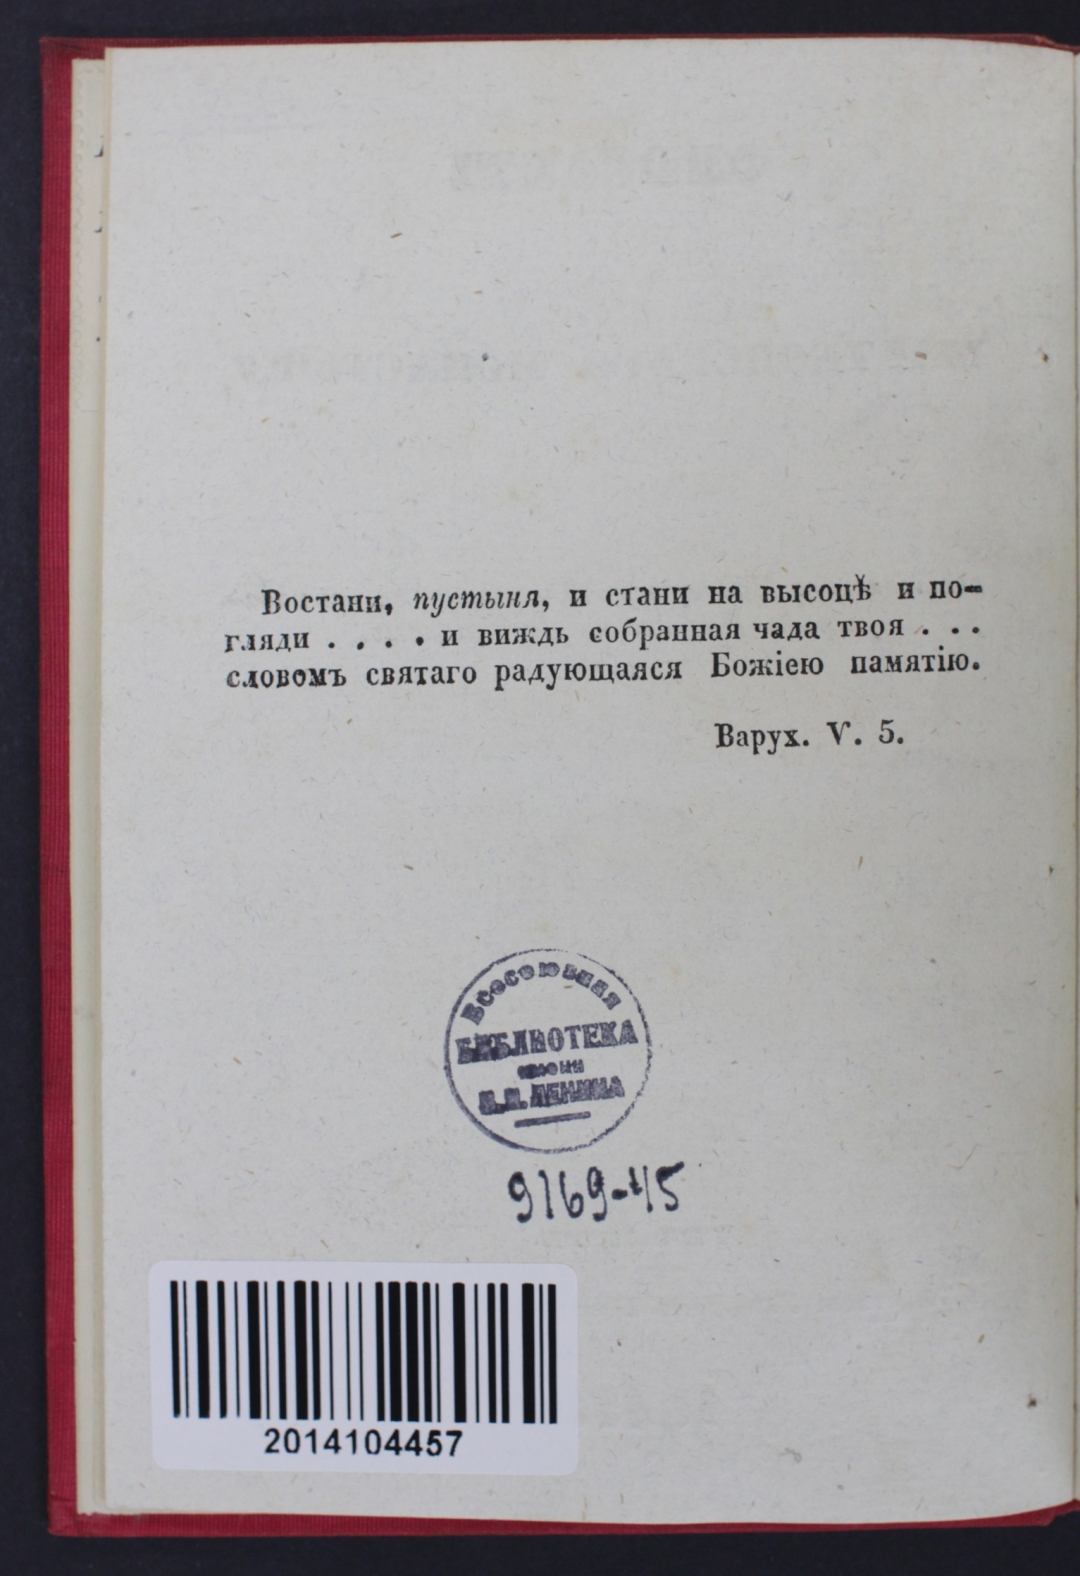 Востани, пустыня, и стани на высоцѣ и по-
гляди . . . . и виждь собранная чада твоя . . .
словомъ святаго радующаяся Божіею памятію.
Варух. V. 5.
Всесоюзная
БИБЛИОТЕКА
имени
В.И. ЛЕНИНА
9169-45
2014104457